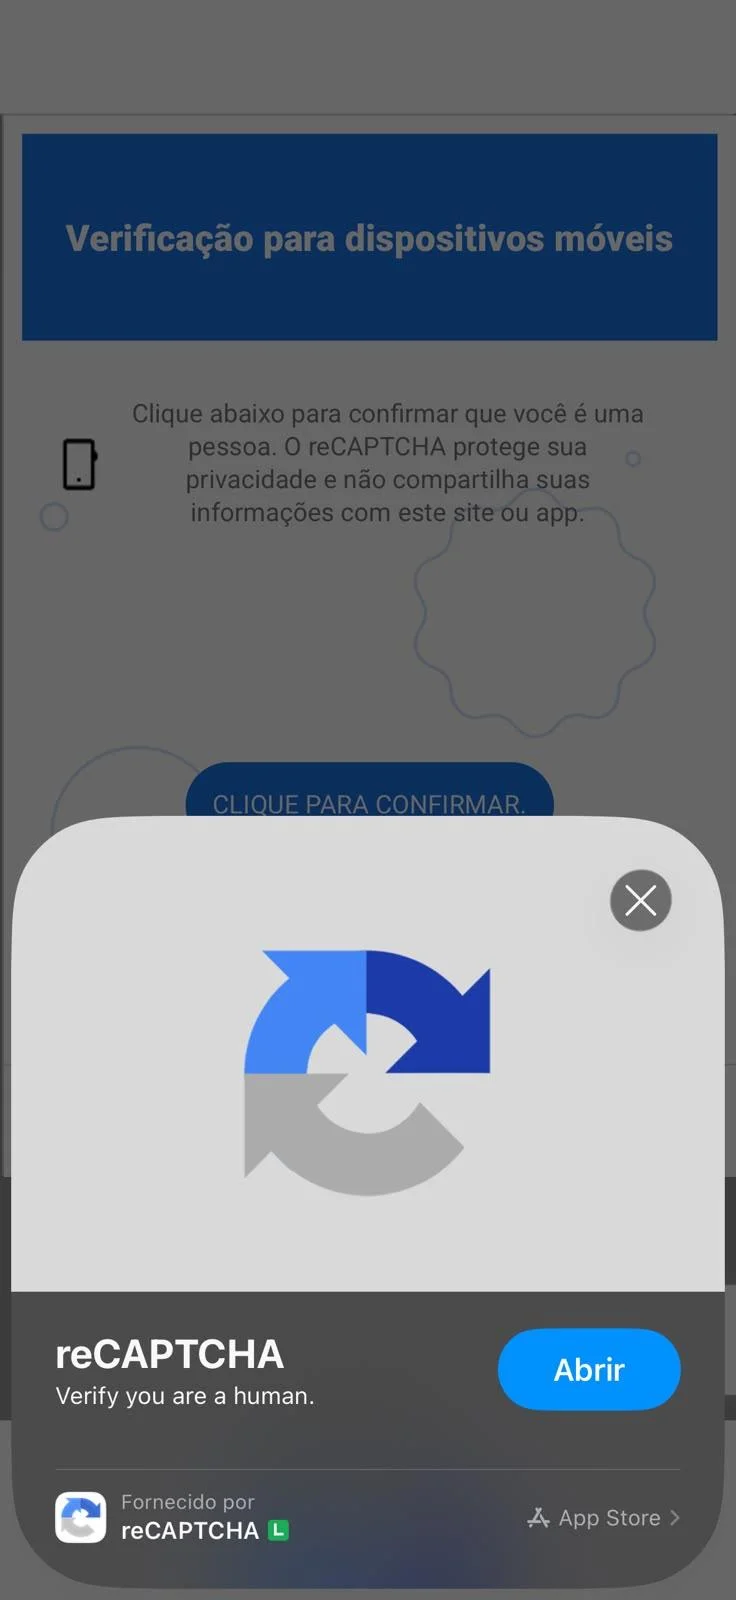 Verificação para dispositivos móveis
Clique abaixo para confirmar que você é uma
pessoa. O reCAPTCHA protege sua
privacidade e não compartilha suas
informações com este site ou app.
CLIQUE PARA CONFIRMAR.
reCAPTCHA
Verify you are a human.
Abrir
Fornecido por
reCAPTCHA L
App Store